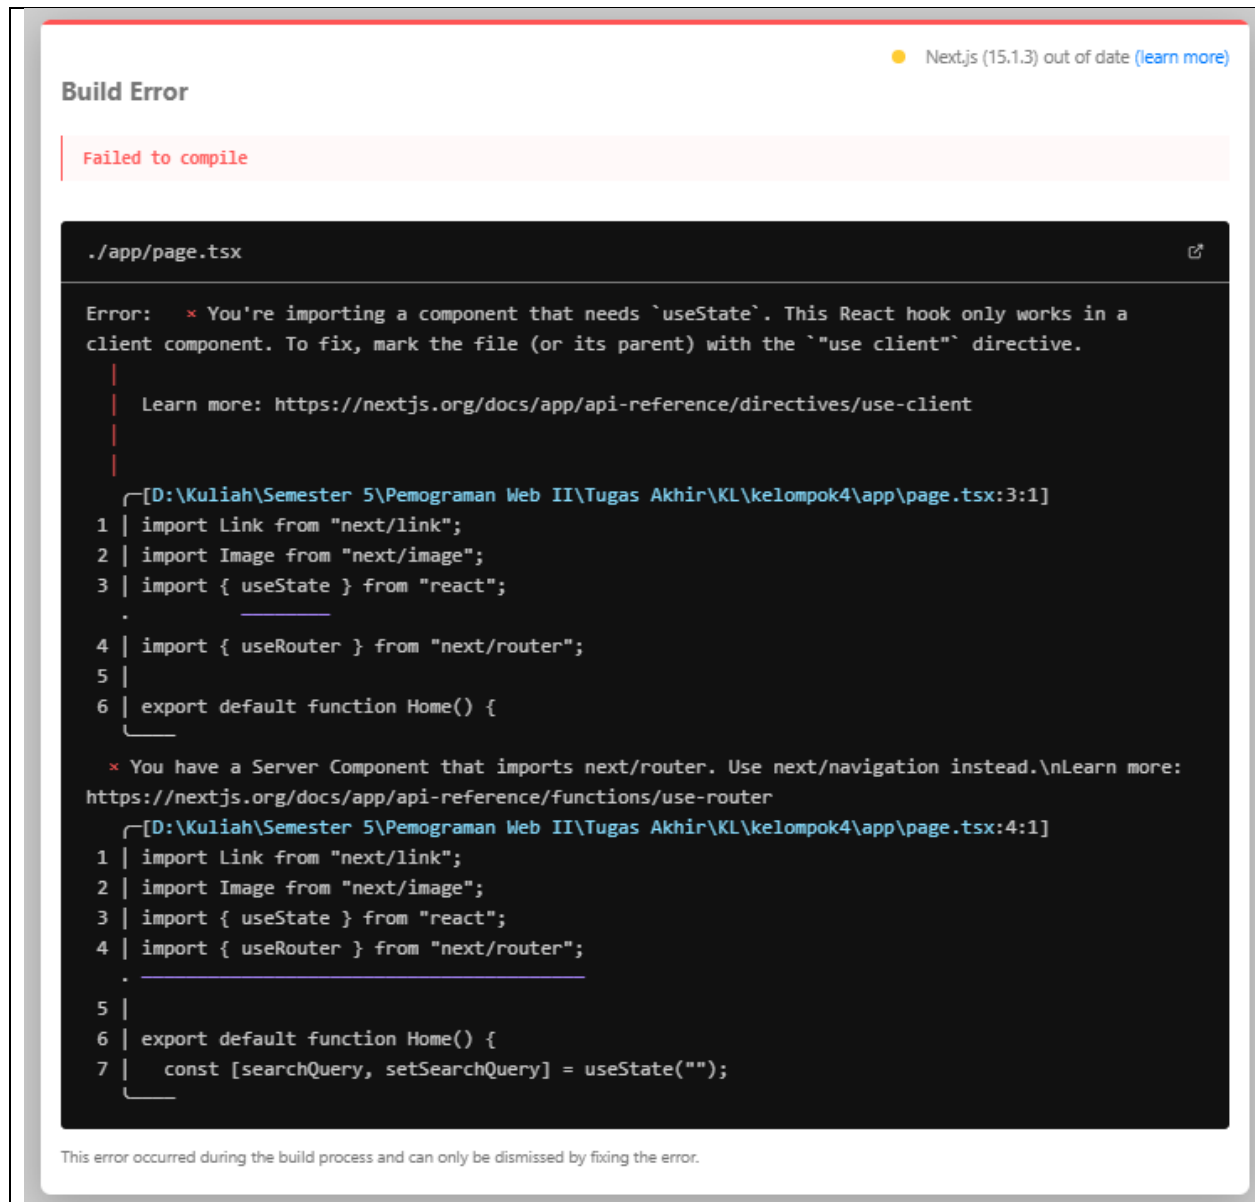 Next.js (15.1.3) out of date (learn more)
Build Error
Failed to compile
./app/page.tsx
Error:   × You're importing a component that needs `useState`. This React hook only works in a
client component. To fix, mark the file (or its parent) with the `"use client"` directive.
  |
  |  Learn more: https://nextjs.org/docs/app/api-reference/directives/use-client
  |
  |
   ╭─[D:\Kuliah\Semester 5\Pemograman Web II\Tugas Akhir\KL\kelompok4\app\page.tsx:3:1]
 1 | import Link from "next/link";
 2 | import Image from "next/image";
 3 | import { useState } from "react";
   .          ────────
 4 | import { useRouter } from "next/router";
 5 |
 6 | export default function Home() {
   ╰────
  × You have a Server Component that imports next/router. Use next/navigation instead.\nLearn more:
https://nextjs.org/docs/app/api-reference/functions/use-router
   ╭─[D:\Kuliah\Semester 5\Pemograman Web II\Tugas Akhir\KL\kelompok4\app\page.tsx:4:1]
 1 | import Link from "next/link";
 2 | import Image from "next/image";
 3 | import { useState } from "react";
 4 | import { useRouter } from "next/router";
   . ────────────────────────────────────────
 5 |
 6 | export default function Home() {
 7 |   const [searchQuery, setSearchQuery] = useState("");
   ╰────
This error occurred during the build process and can only be dismissed by fixing the error.